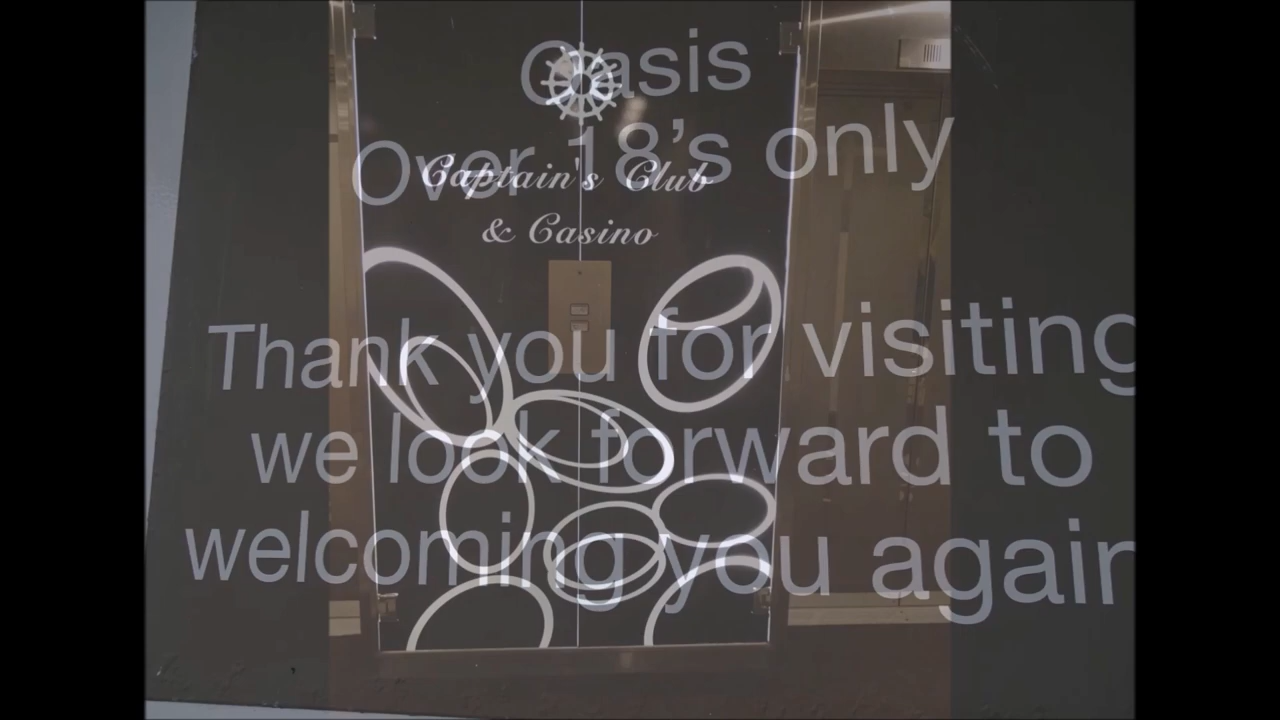 Oasis
Over 18's only
Captain's Club
& Casino
Thank you for visiting
we look forward to
welcoming you again